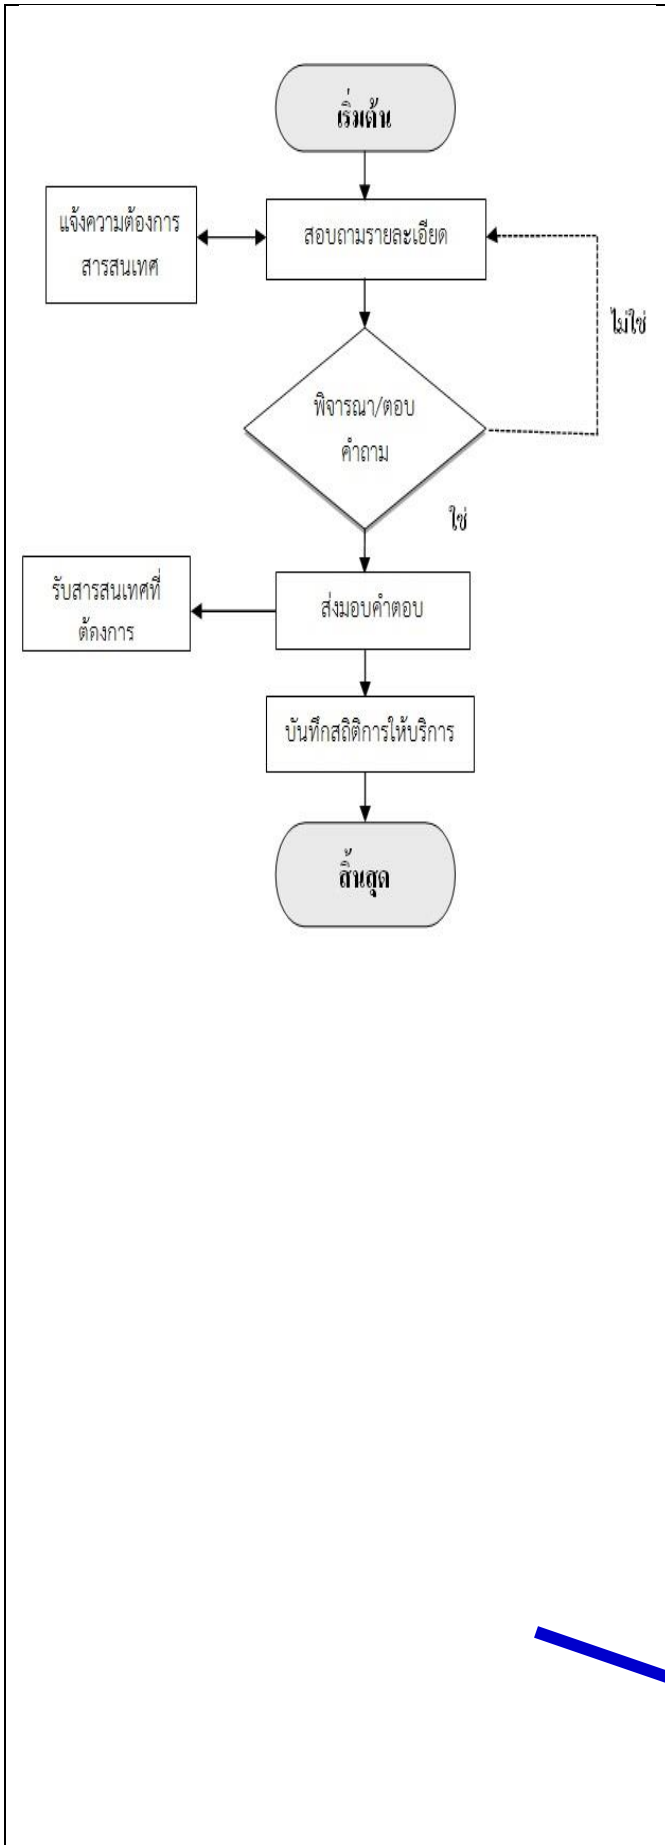 เริ่มต้น
แจ้งความต้องการ
สารสนเทศ
สอบถามรายละเอียด
ไม่ใช่
พิจารณา/ตอบ
คำถาม
ใช่
รับสารสนเทศที่
ต้องการ
ส่งมอบคำตอบ
บันทึกสถิติการให้บริการ
สิ้นสุด